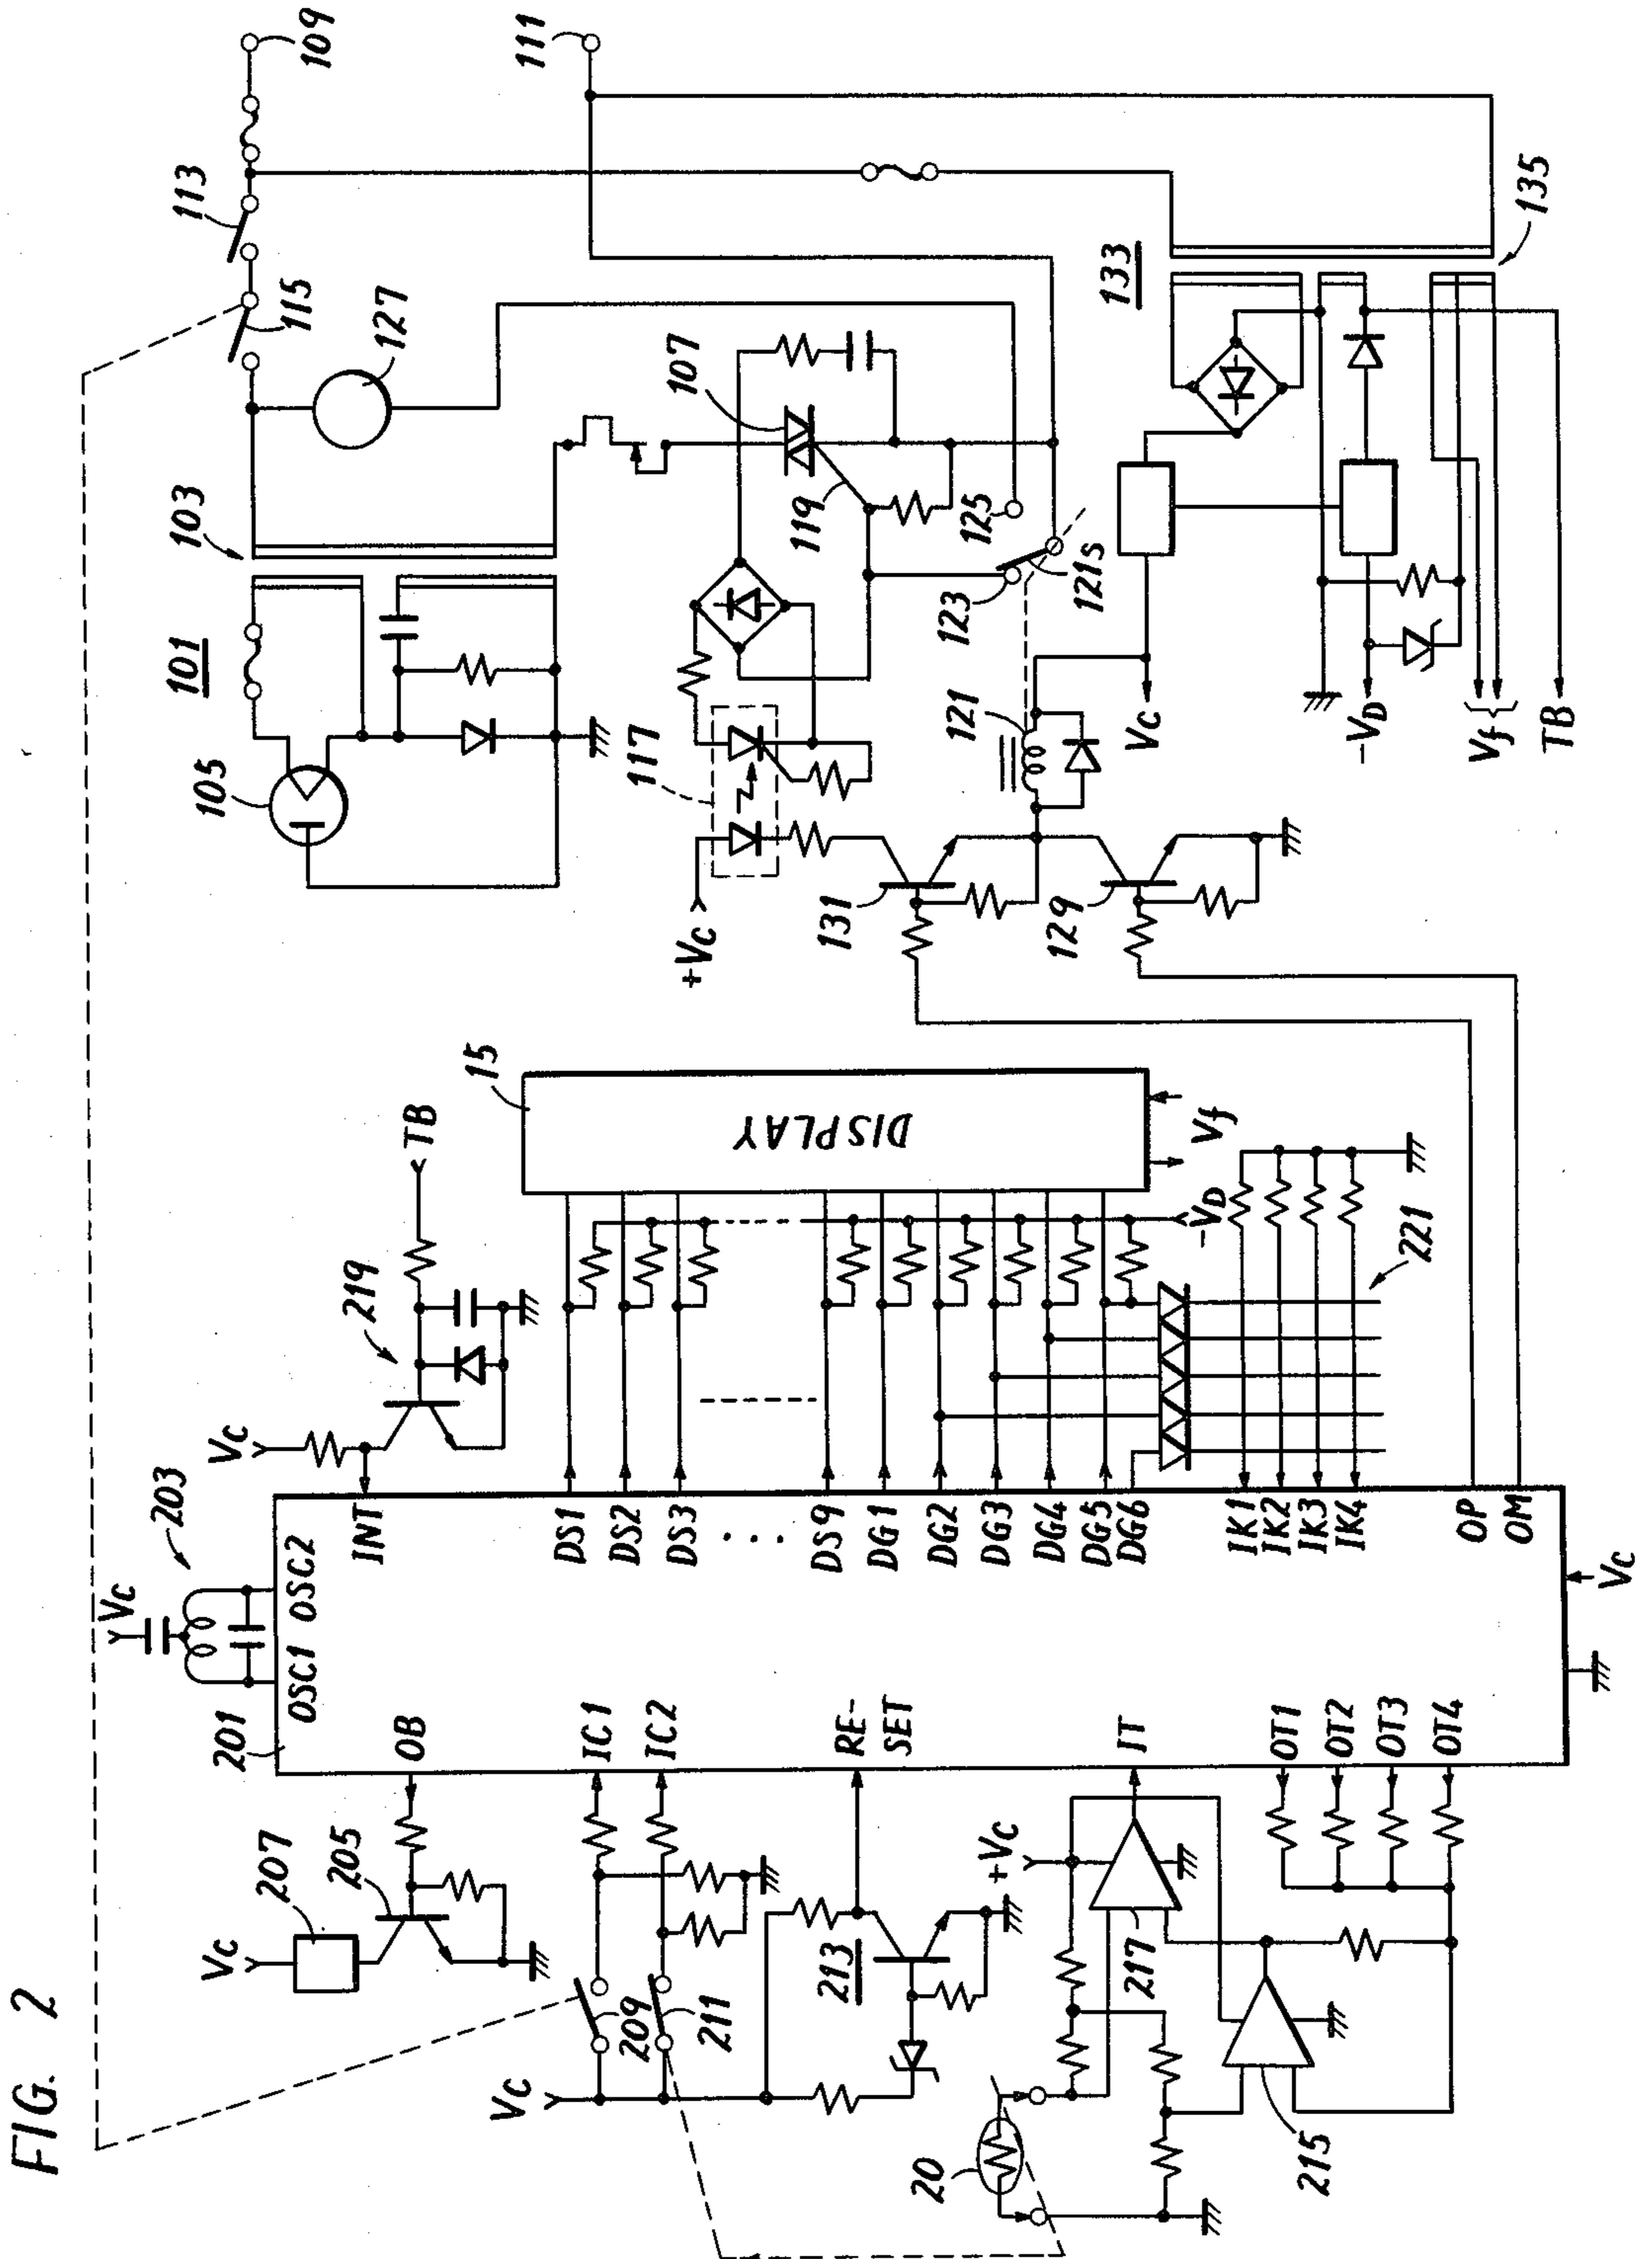 FIG. 2
203
Vc
Vc
219
TB
201
OSC1 OSC2
INT
207
Vc
205
OB
IC1
IC2
RE-
SET
IT
OT1
OT2
OT3
OT4
DS1
DS2
DS3
DS9
DG1
DG2
DG3
DG4
DG5
DG6
IK1
IK2
IK3
IK4
OP
OM
Vc
Vc
209
211
213
+Vc
217
215
20
15
DISPLAY
Vf
-VD
221
101
103
105
113
115
109
111
127
107
117
119
+Vc
131
129
121
123
125
121s
133
135
Vc
-VD
Vf
TB